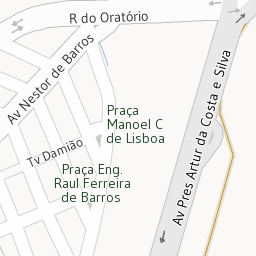 R do Oratório
Av Nestor de Barros
Av Pres Artur da Costa e Silva
Praça
Manoel C
de Lisboa
Tv Damião
Praça Eng.
Raul Ferreira
de Barros